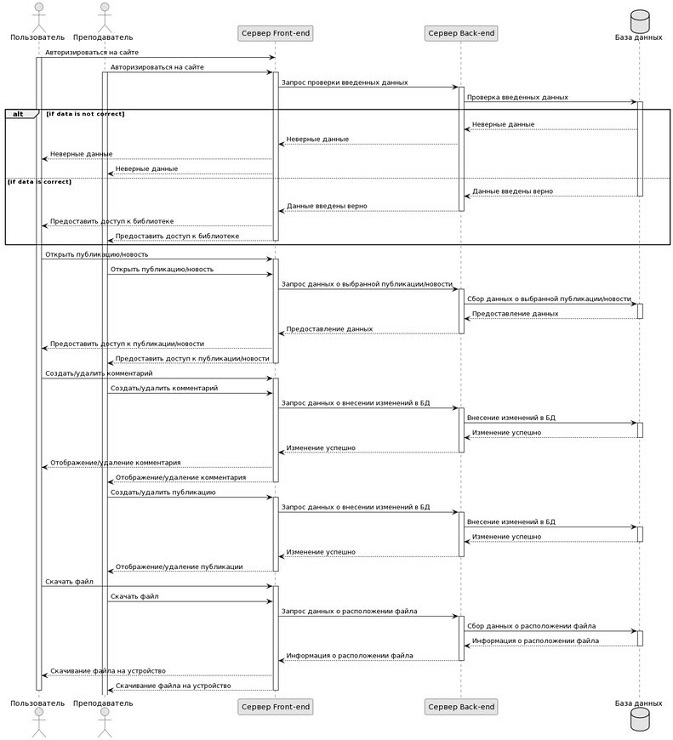 Пользователь
Преподаватель
Сервер Front-end
Сервер Back-end
База данных
Авторизироваться на сайте
Авторизироваться на сайте
Запрос проверки введенных данных
Проверка введенных данных
alt
[if data is not correct]
Неверные данные
Неверные данные
Неверные данные
Неверные данные
[if data is correct]
Данные введены верно
Данные введены верно
Предоставить доступ к библиотеке
Предоставить доступ к библиотеке
Открыть публикацию/новость
Открыть публикацию/новость
Запрос данных о выбранной публикации/новости
Сбор данных о выбранной публикации/новости
Предоставление данных
Предоставление данных
Предоставить доступ к публикации/новости
Предоставить доступ к публикации/новости
Создать/удалить комментарий
Создать/удалить комментарий
Запрос данных о внесении изменений в БД
Внесение изменений в БД
Изменение успешно
Изменение успешно
Отображение/удаление комментария
Отображение/удаление комментария
Создать/удалить публикацию
Запрос данных о внесении изменений в БД
Внесение изменений в БД
Изменение успешно
Изменение успешно
Отображение/удаление публикации
Скачать файл
Скачать файл
Запрос данных о расположении файла
Сбор данных о расположении файла
Информация о расположении файла
Информация о расположении файла
Скачивание файла на устройство
Скачивание файла на устройство
Пользователь
Преподаватель
Сервер Front-end
Сервер Back-end
База данных